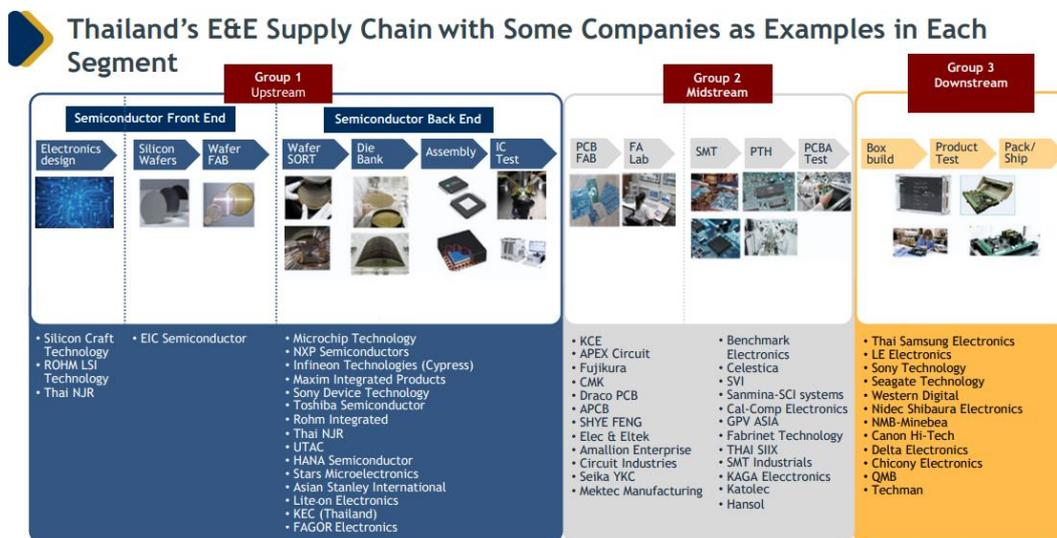 Thailand's E&E Supply Chain with Some Companies as Examples in Each
Segment
Group 1
Upstream
Group 2
Midstream
Group 3
Downstream
Semiconductor Front End
Semiconductor Back End
Electronics
design
Silicon
Wafers
Wafer
FAB
Wafer
SORT
Die
Bank
Assembly
IC
Test
PCB
FAB
FA
Lab
SMT
PTH
PCBA
Test
Box
build
Product
Test
Pack/
Ship
• Silicon Craft
Technology
• ROHM LSI
Technology
• Thai NJR
• EIC Semiconductor
• Microchip Technology
• NXP Semiconductors
• Infineon Technologies (Cypress)
• Maxim Integrated Products
• Sony Device Technology
• Toshiba Semiconductor
• Rohm Integrated
• Thai NJR
• UTAC
• HANA Semiconductor
• Stars Microelectronics
• Asian Stanley International
• Lite-on Electronics
• KEC (Thailand)
• FAGOR Electronics
• KCE
• APEX Circuit
• Fujikura
• CMK
• Draco PCB
• APCB
• SHYE FENG
• Elec & Eltek
• Amallion Enterprise
• Circuit Industries
• Seika YKC
• Mektec Manufacturing
• Benchmark
Electronics
• Celestica
• SVI
• Sanmina-SCI systems
• Cal-Comp Electronics
• GPV ASIA
• Fabrinet Technology
• THAI SIIX
• SMT Industrials
• KAGA Elecctronics
• Katolec
• Hansol
• Thai Samsung Electronics
• LE Electronics
• Sony Technology
• Seagate Technology
• Western Digital
• Nidec Shibaura Electronics
• NMB-Minebea
• Canon Hi-Tech
• Delta Electronics
• Chicony Electronics
• QMB
• Techman